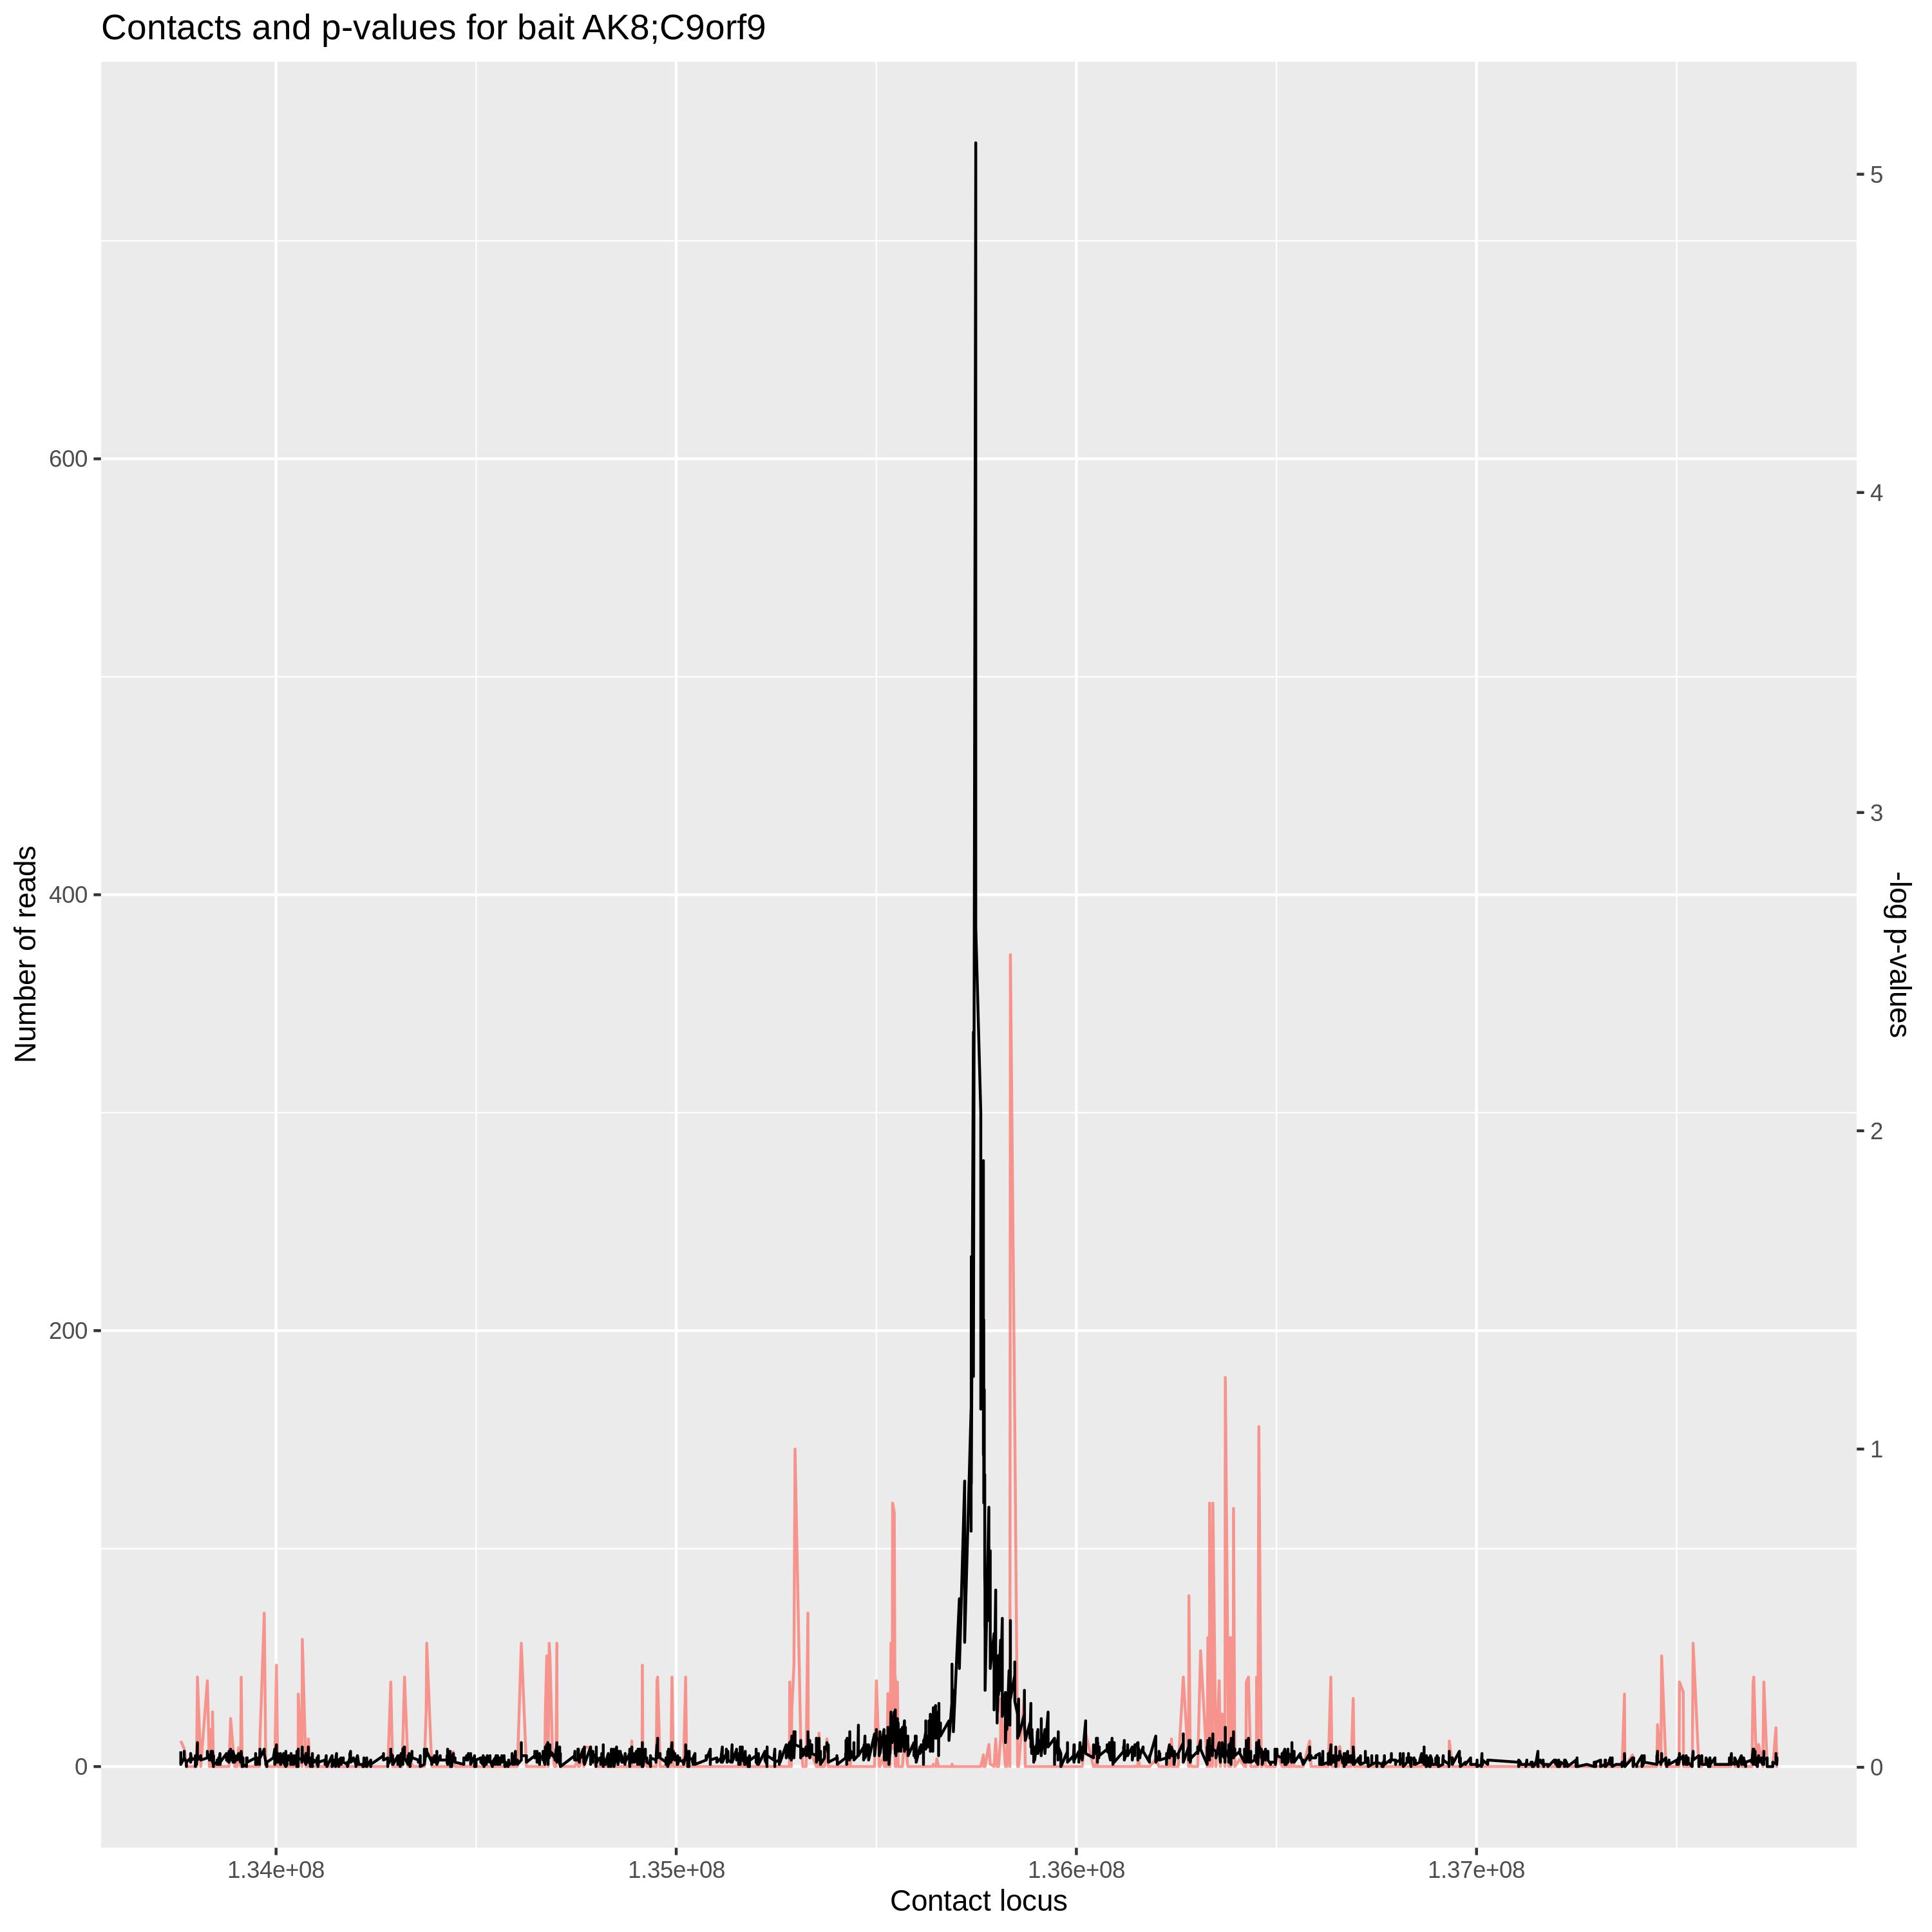 Contacts and p-values for bait AK8;C9orf9
Number of reads
600
400
200
0
5
4
3
2
1
0
-log p-values
1.34e+08
1.35e+08
1.36e+08
1.37e+08
Contact locus